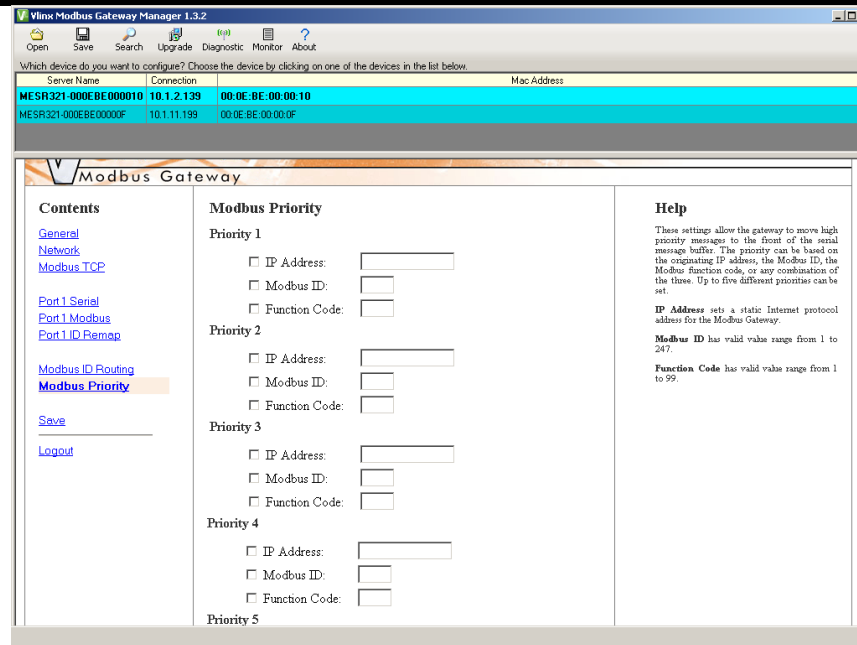 Vlinx Modbus Gateway Manager 1.3.2
Open Save Search Upgrade Diagnostic Monitor About
Which device do you want to configure? Choose the device by clicking on one of the devices in the list below.
Server Name Connection Mac Address
MESR321-000EBE000010 10.1.2.139 00:0E:BE:00:00:10
MESR321-000EBE00000F 10.1.11.199 00:0E:BE:00:00:0F
V Modbus Gateway
Contents
General
Network
Modbus TCP
Port 1 Serial
Port 1 Modbus
Port 1 ID Remap
Modbus ID Routing
Modbus Priority
Save
Logout
Modbus Priority
Priority 1
IP Address:
Modbus ID:
Function Code:
Priority 2
IP Address:
Modbus ID:
Function Code:
Priority 3
IP Address:
Modbus ID:
Function Code:
Priority 4
IP Address:
Modbus ID:
Function Code:
Priority 5
Help
These settings allow the gateway to move high
priority messages to the front of the serial
message buffer. The priority can be based on
the originating IP address, the Modbus ID, the
Modbus function code, or any combination of
the three. Up to five different priorities can be
set.
IP Address sets a static Internet protocol
address for the Modbus Gateway.
Modbus ID has valid value range from 1 to
247.
Function Code has valid value range from 1
to 99.